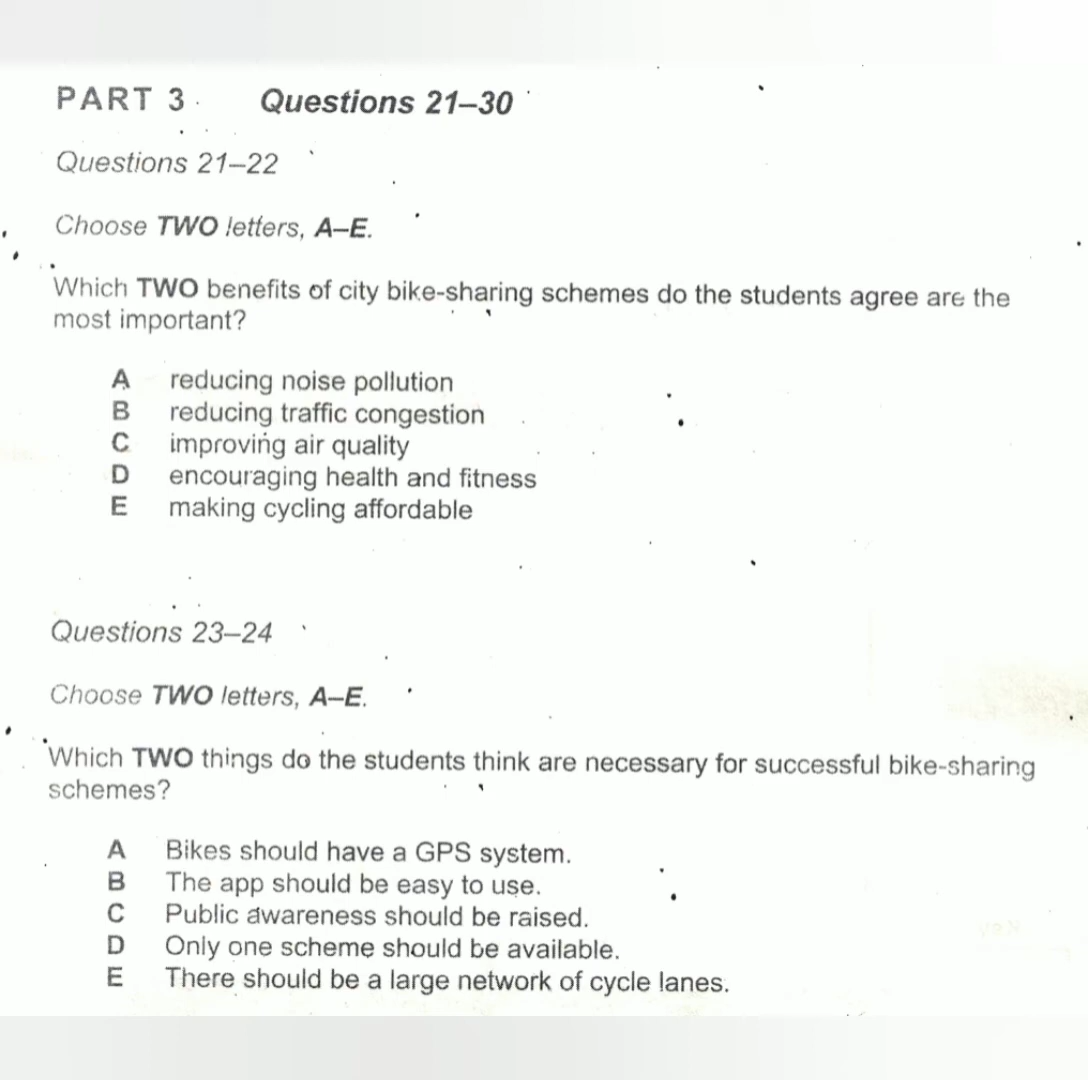 PART 3 Questions 21–30
Questions 21–22
Choose TWO letters, A–E.
Which TWO benefits of city bike-sharing schemes do the students agree are the
most important?
A reducing noise pollution
B reducing traffic congestion
C improving air quality
D encouraging health and fitness
E making cycling affordable
Questions 23–24
Choose TWO letters, A–E.
Which TWO things do the students think are necessary for successful bike-sharing
schemes?
A Bikes should have a GPS system.
B The app should be easy to use.
C Public awareness should be raised.
D Only one scheme should be available.
E There should be a large network of cycle lanes.